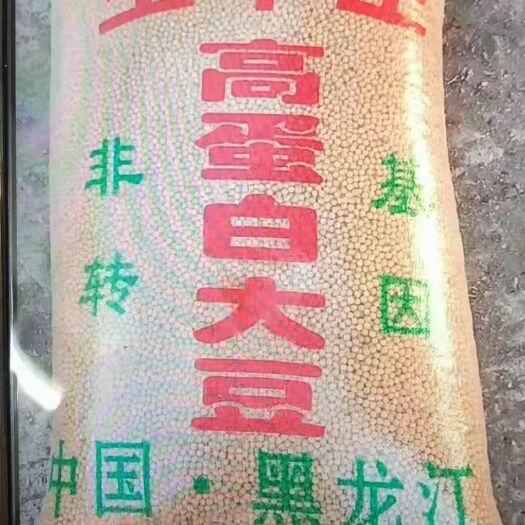 高蛋白大豆
非转
基因
中国·黑龙江